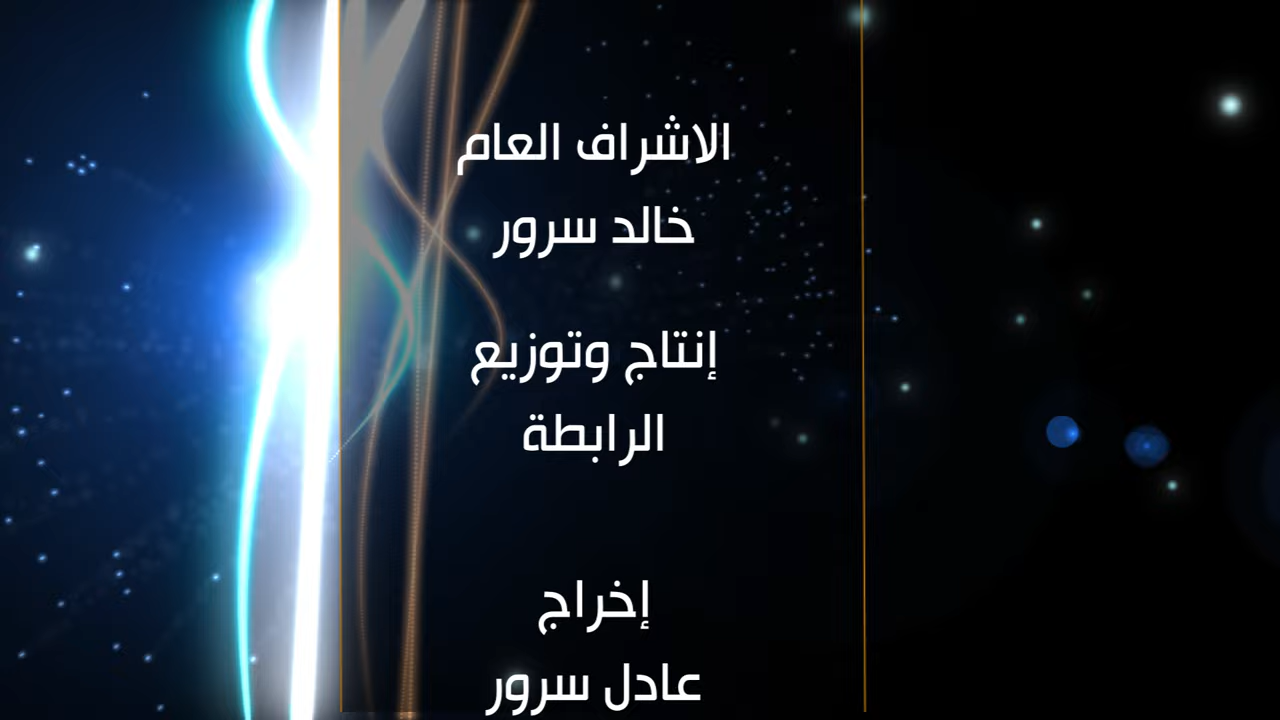 الاشراف العام
خالد سرور
إنتاج وتوزيع
الرابطة
إخراج
عادل سرور